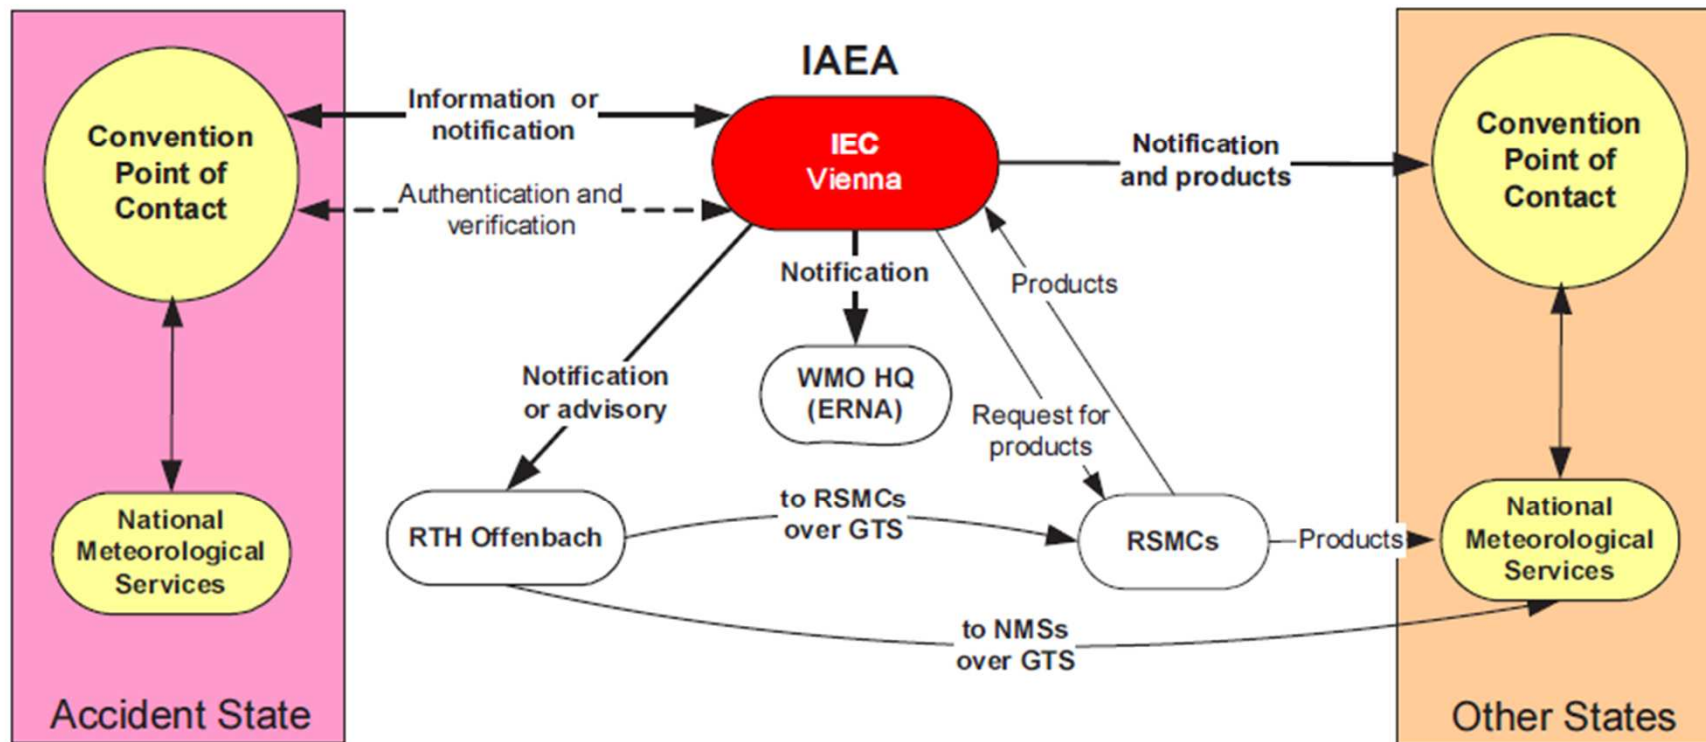 IAEA
Convention
Point of
Contact
Information or
notification
Authentication and
verification
IEC
Vienna
Notification
and products
Convention
Point of
Contact
Notification
Products
Notification
or advisory
WMO HQ
(ERNA)
Request for
products
National
Meteorological
Services
RTH Offenbach
to RSMCs
over GTS
RSMCs
Products
National
Meteorological
Services
to NMSs
over GTS
Accident State
Other States